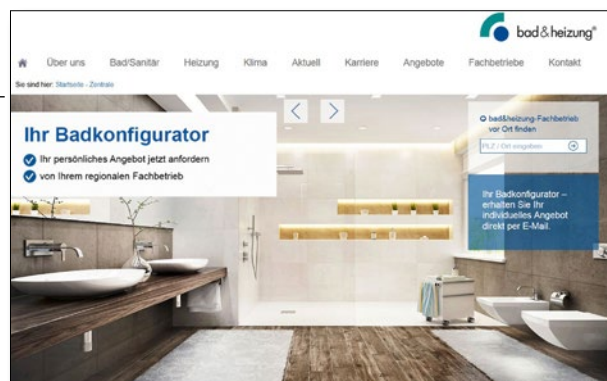 bad & heizung®
Über uns Bad/Sanitär Heizung Klima Aktuell Karriere Angebote Fachbetriebe Kontakt
Sie sind hier: Startseite - Zentrale
Ihr Badkonfigurator
Ihr persönliches Angebot jetzt anfordern
von Ihrem regionalen Fachbetrieb
bad&heizung-Fachbetrieb
vor Ort finden
PLZ / Ort eingeben
Ihr Badkonfigurator –
erhalten Sie Ihr
individuelles Angebot
direkt per E-Mail.